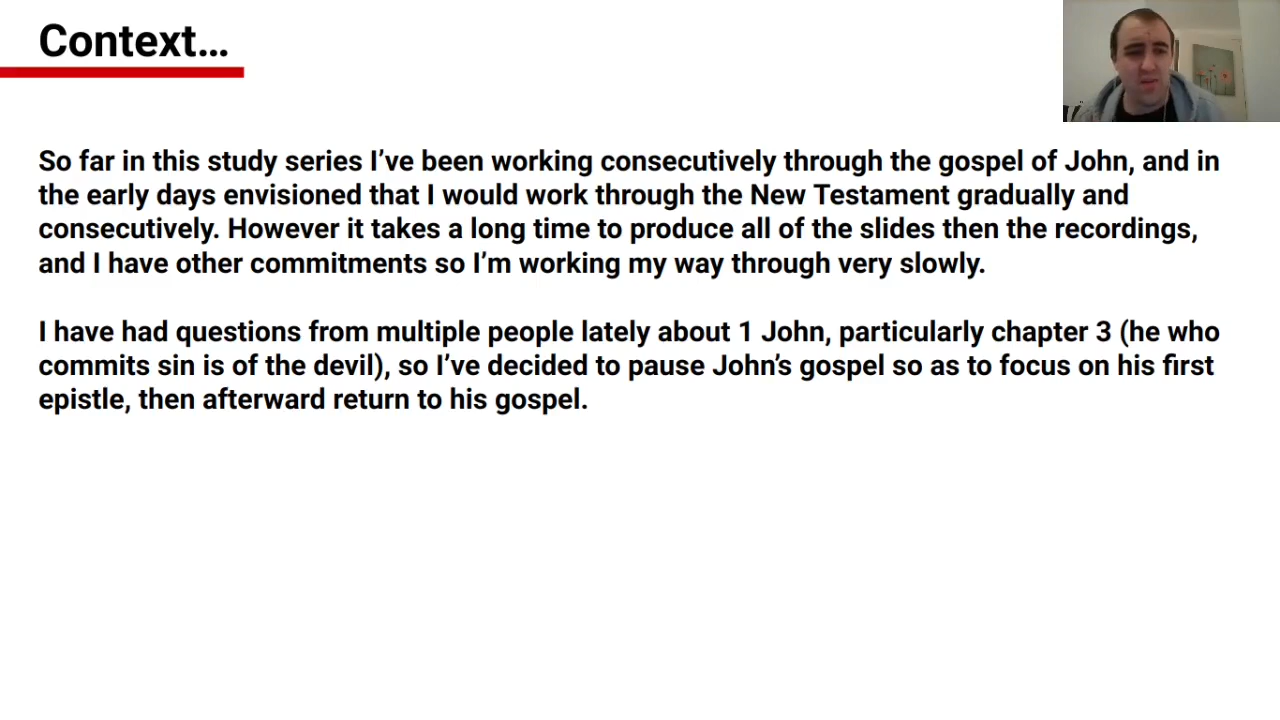 Context…
So far in this study series I’ve been working consecutively through the gospel of John, and in
the early days envisioned that I would work through the New Testament gradually and
consecutively. However it takes a long time to produce all of the slides then the recordings,
and I have other commitments so I’m working my way through very slowly.
I have had questions from multiple people lately about 1 John, particularly chapter 3 (he who
commits sin is of the devil), so I’ve decided to pause John’s gospel so as to focus on his first
epistle, then afterward return to his gospel.